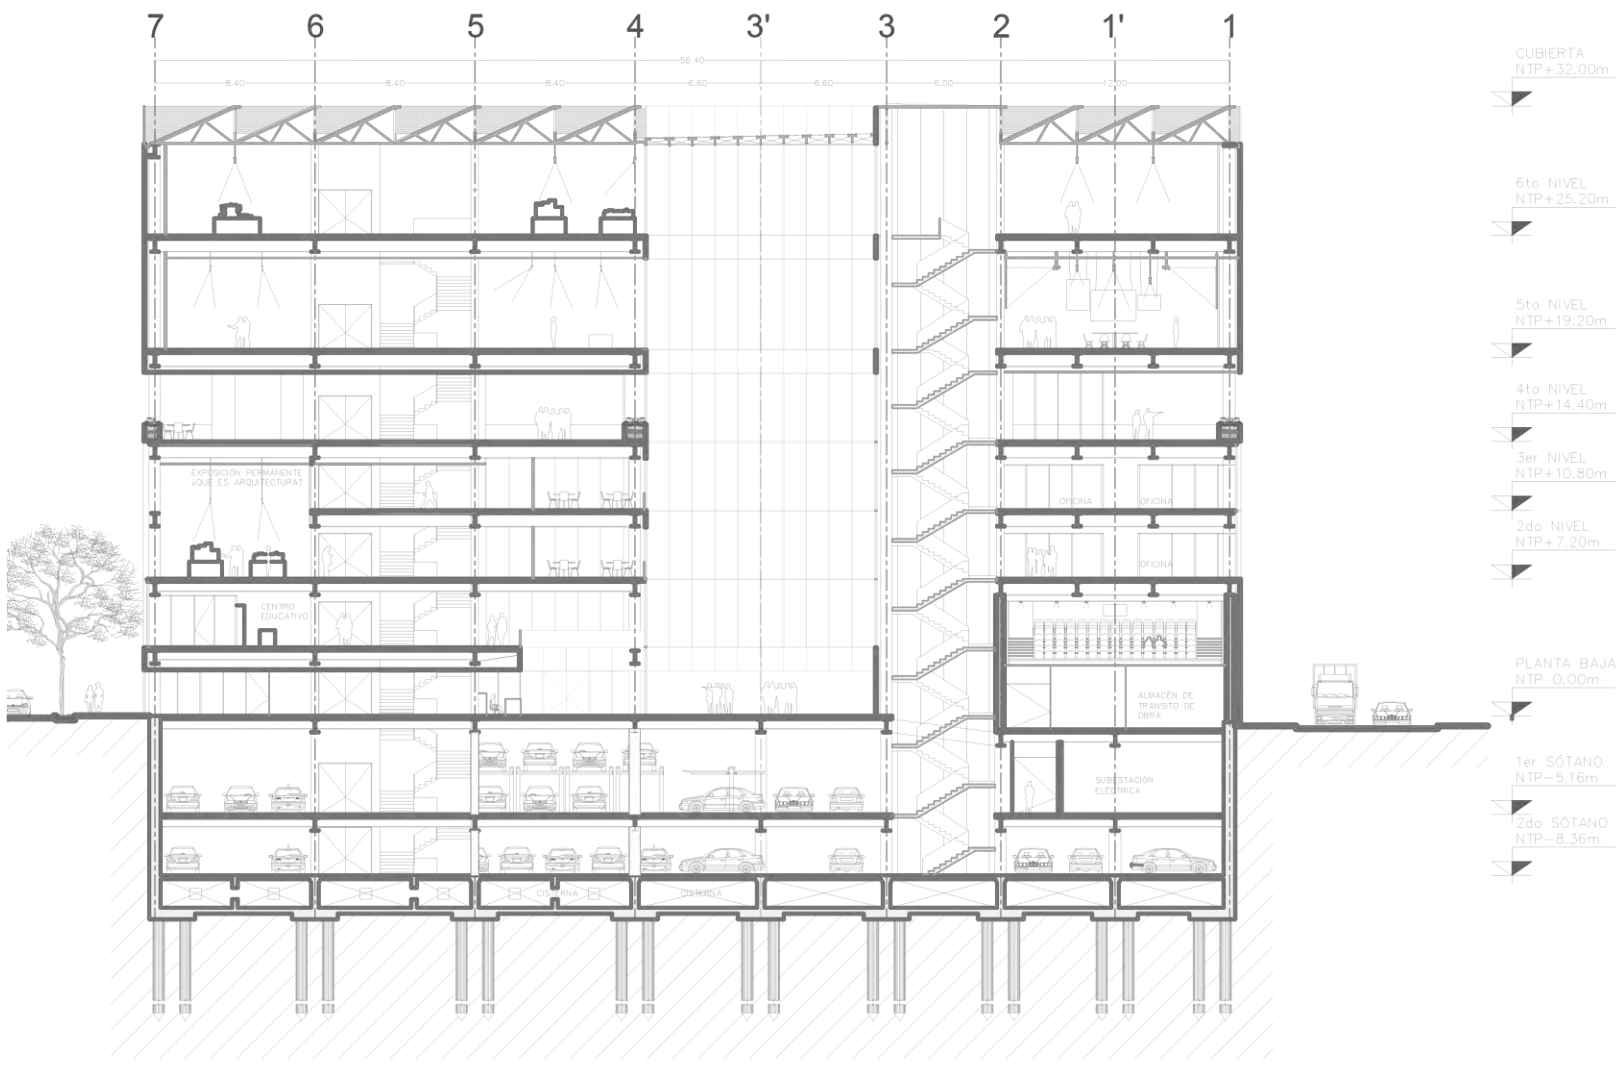 7 6 5 4 3' 3 2 1' 1
56.40
8.40 8.40 8.40 6.60 6.60 6.00 12.00
CUBIERTA
NTP+32.00m
6to NIVEL
NTP+25.20m
5to NIVEL
NTP+19.20m
4to NIVEL
NTP+14.40m
3er NIVEL
NTP+10.80m
EXPOSICIÓN PERMANENTE
¿QUÉ ES ARQUITECTURA?
OFICINA OFICINA
2do NIVEL
NTP+7.20m
OFICINA
CENTRO
EDUCATIVO
PLANTA BAJA
NTP 0.00m
ALMACÉN DE
TRÁNSITO DE
OBRA
1er SÓTANO
NTP-5.16m
SUBESTACIÓN
ELÉCTRICA
2do SÓTANO
NTP-8.36m
CISTERNA CISTERNA